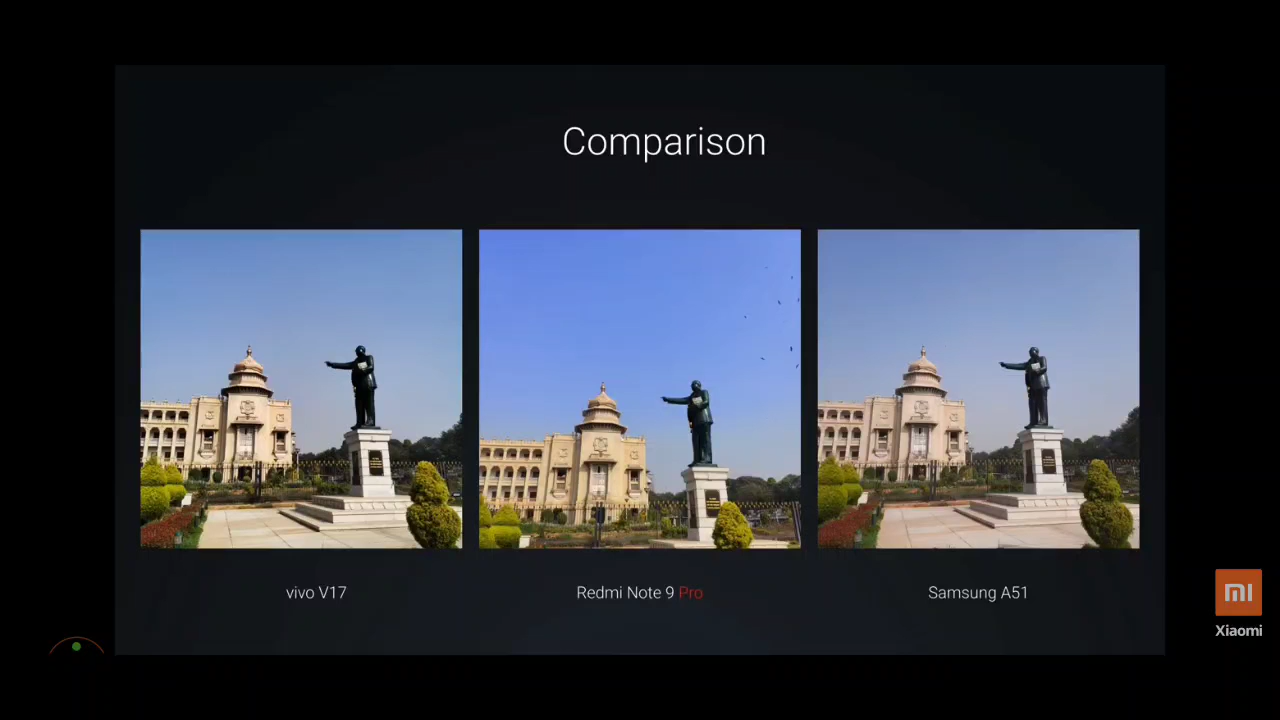 Comparison
vivo V17
Redmi Note 9 Pro
Samsung A51
mi
Xiaomi